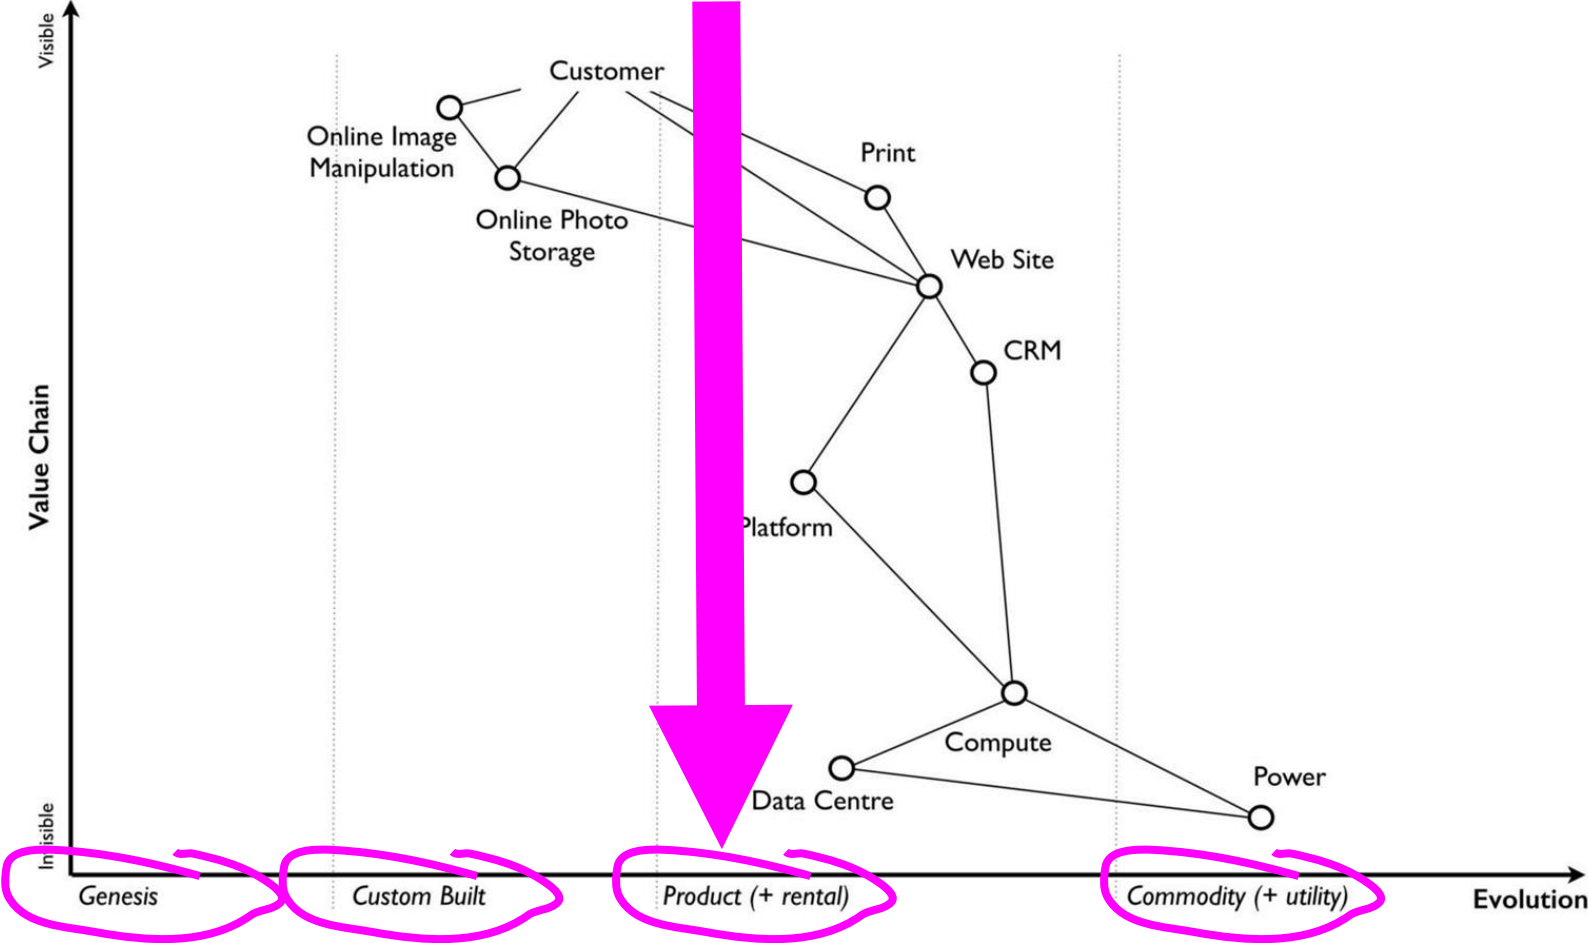 Visible
Customer
Online Image
Manipulation
Print
Online Photo
Storage
Web Site
CRM
Value Chain
Platform
Compute
Power
Data Centre
Invisible
Genesis
Custom Built
Product (+ rental)
Commodity (+ utility)
Evolution